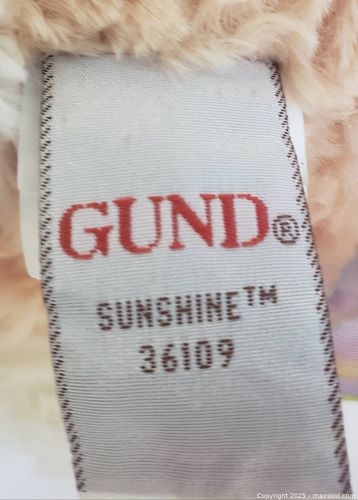 GUND®
SUNSHINE™
36109
Copyright 2025 - maxsold.com